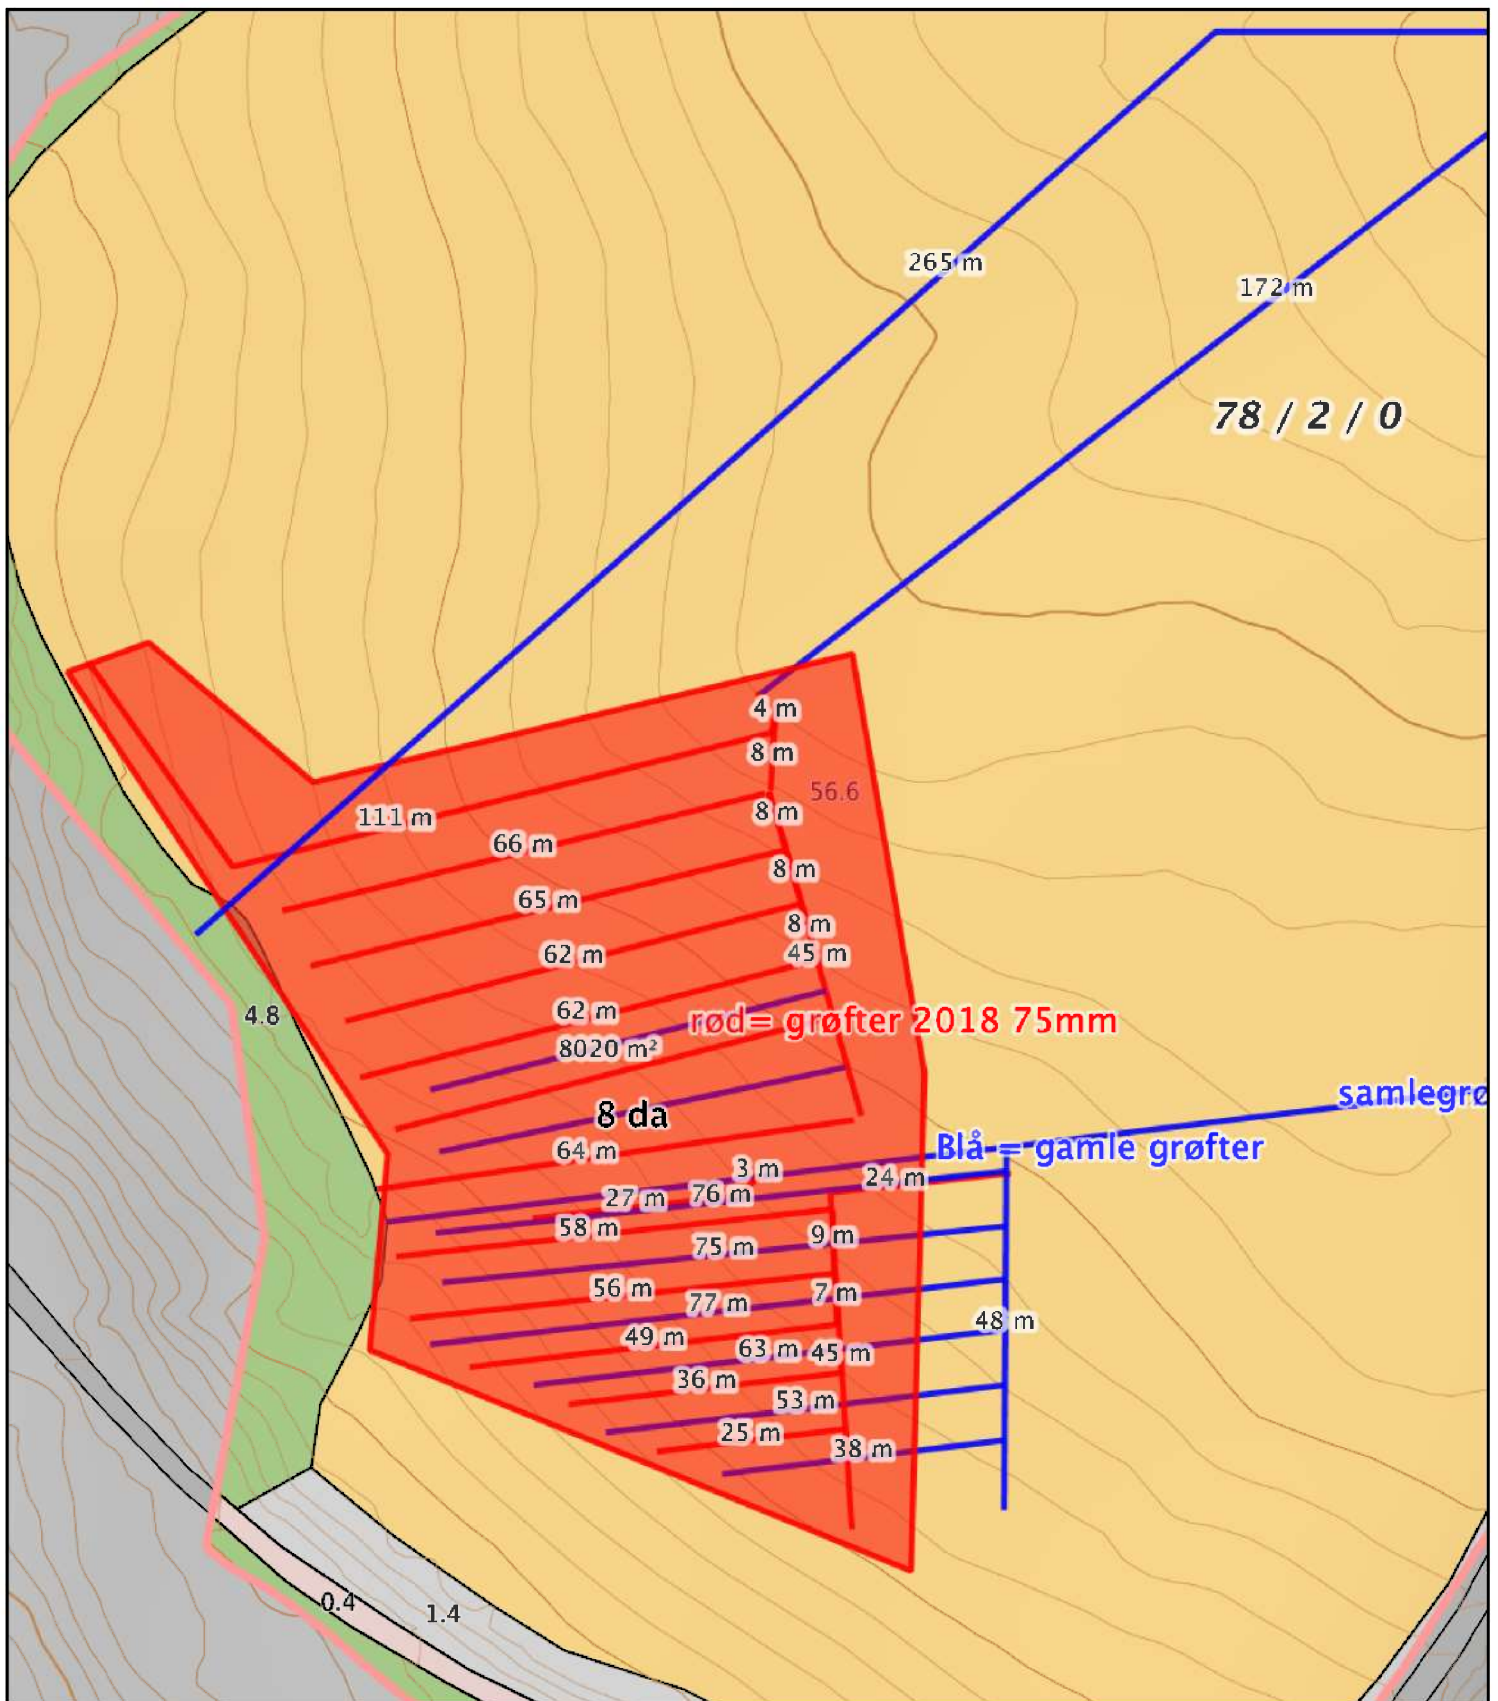 265 m
172 m
78 / 2 / 0
4 m
8 m
56.6
8 m
111 m
66 m
8 m
65 m
8 m
62 m
45 m
4.8
62 m
rød= grøfter 2018 75mm
8020 m²
samlegrø
8 da
64 m
Blå = gamle grøfter
3 m
24 m
27 m
76 m
58 m
9 m
75 m
56 m
7 m
77 m
48 m
49 m
63 m
45 m
36 m
53 m
25 m
38 m
0.4
1.4